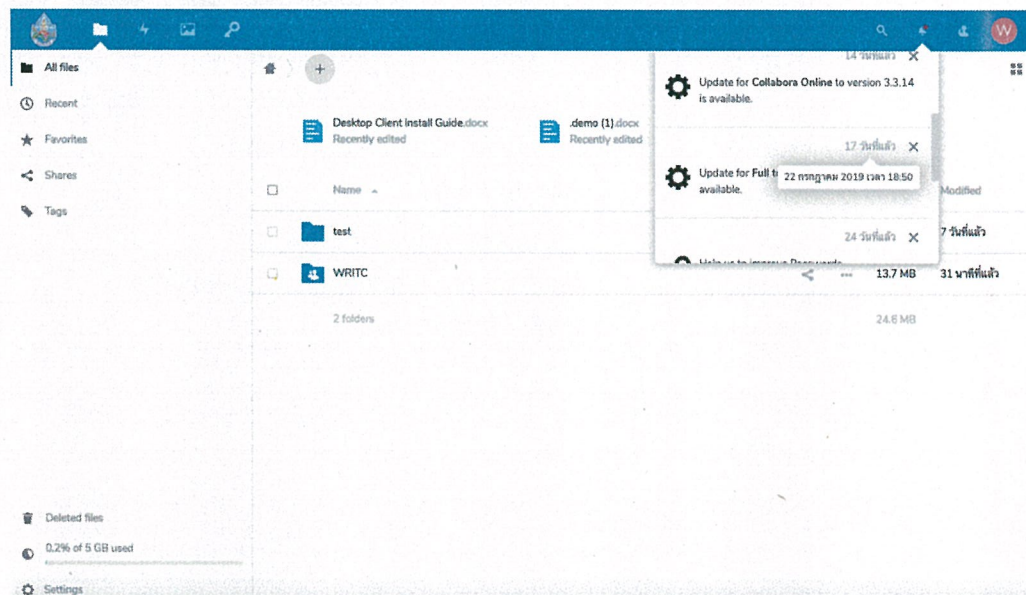 W
All files
Recent
Favorites
Shares
Tags
+
Desktop Client Install Guide.docx
Recently edited
.demo (1).docx
Recently edited
14 วันที่แล้ว
Update for Collabora Online to version 3.3.14
is available.
17 วันที่แล้ว
Update for Full
available.
22 กรกฎาคม 2019 เวลา 18:50
24 วันที่แล้ว
Help us to improve Passwords
Name
Modified
test
7 วันที่แล้ว
WRITC
13.7 MB
31 นาทีที่แล้ว
2 folders
24.6 MB
Deleted files
0.2% of 5 GB used
Settings